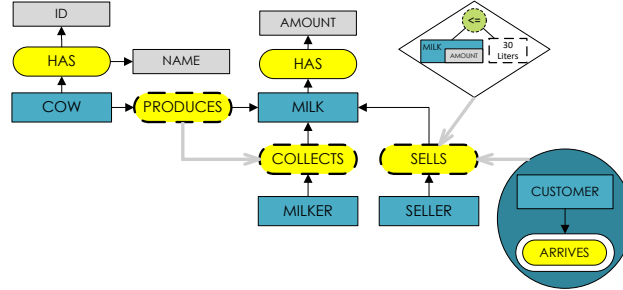 ID
AMOUNT
<=
MILK
AMOUNT
30
Liters
HAS
NAME
HAS
COW
PRODUCES
MILK
COLLECTS
SELLS
MILKER
SELLER
CUSTOMER
ARRIVES